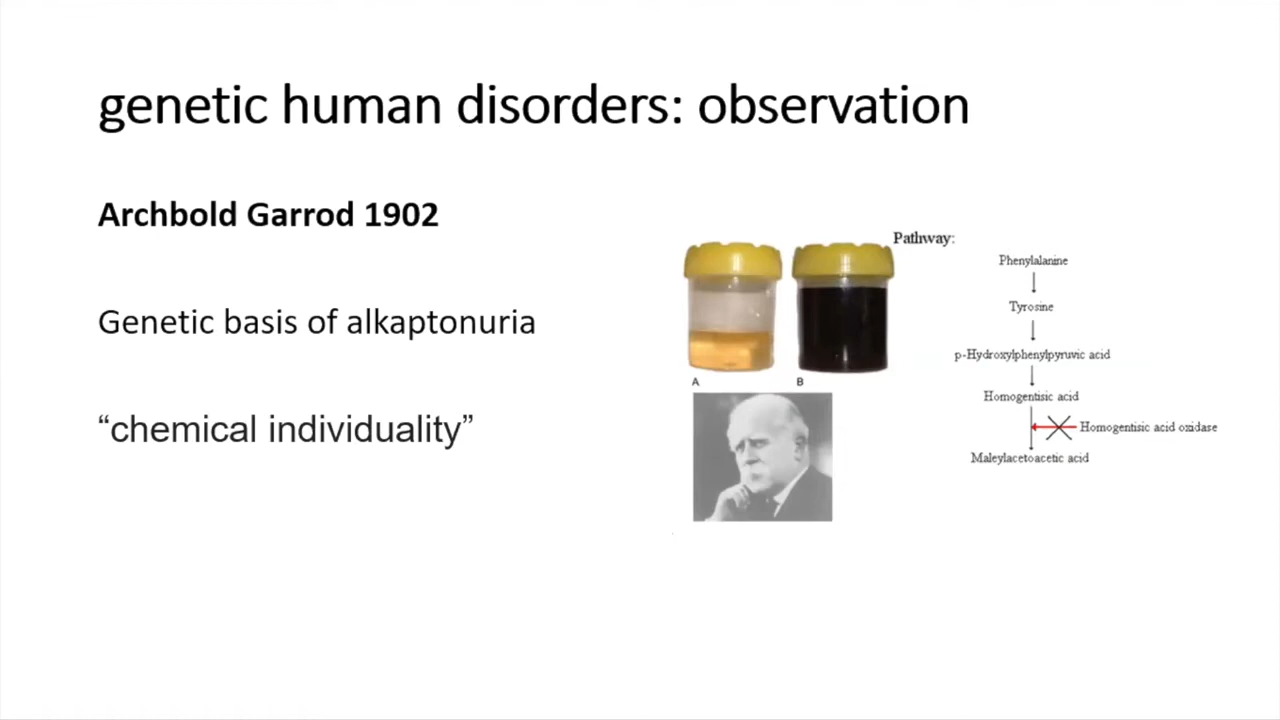 genetic human disorders: observation
Archbold Garrod 1902
Genetic basis of alkaptonuria
“chemical individuality”
A
B
Pathway:
Phenylalanine
Tyrosine
p-Hydroxylphenylpyruvic acid
Homogentisic acid
Homogentisic acid oxidase
Maleylacetoacetic acid